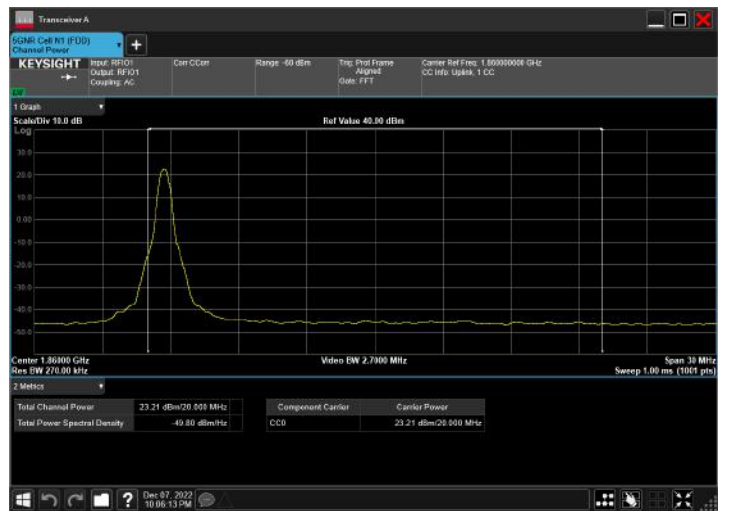 Transceiver A
5GNR Cell N1 (FDD)
Channel Power
KEYSIGHT
Input: RFIO1
Output: RFIO1
Coupling: AC
Corr CCorr
Range -60 dBm
Trig: Prot Frame
Aligned
Gate: FFT
Carrier Ref Freq: 1.860000000 GHz
CC Info: Uplink, 1 CC
1 Graph
Scale/Div 10.0 dB
Ref Value 40.00 dBm
Log
30.0
20.0
10.0
0.00
-10.0
-20.0
-30.0
-40.0
-50.0
Center 1.86000 GHz
Video BW 2.7000 MHz
Span 30 MHz
Res BW 270.00 kHz
Sweep 1.00 ms (1001 pts)
2 Metrics
Total Channel Power 23.21 dBm/20.000 MHz
Total Power Spectral Density -49.80 dBm/Hz
Component Carrier Carrier Power
CC0 23.21 dBm/20.000 MHz
Dec 07, 2022
10:06:13 PM